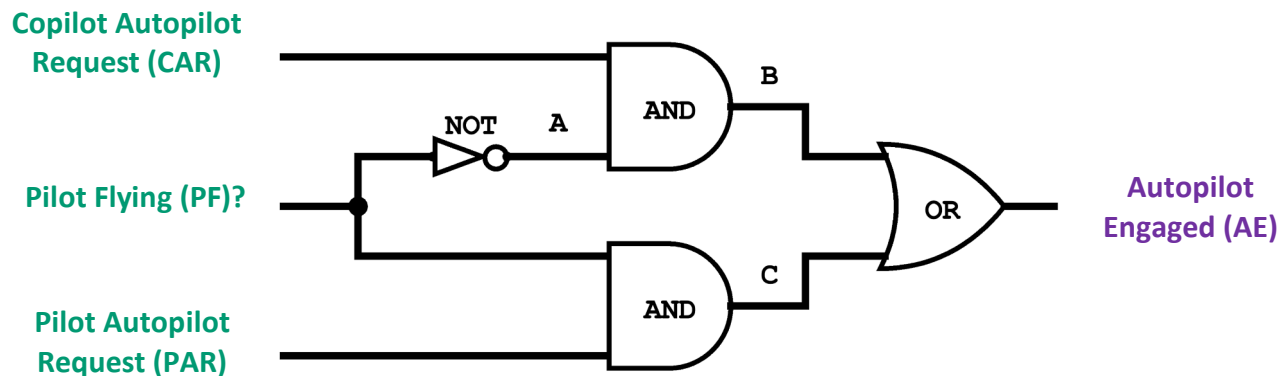 Copilot Autopilot
Request (CAR)
NOT
A
AND
B
Pilot Flying (PF)?
OR
Autopilot
Engaged (AE)
AND
C
Pilot Autopilot
Request (PAR)